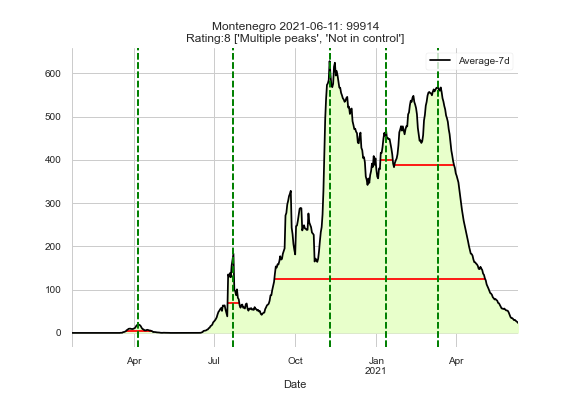 Montenegro 2021-06-11: 99914
Rating:8 ['Multiple peaks', 'Not in control']
Average-7d
600
500
400
300
200
100
0
Apr
Jul
Oct
Jan
2021
Apr
Date